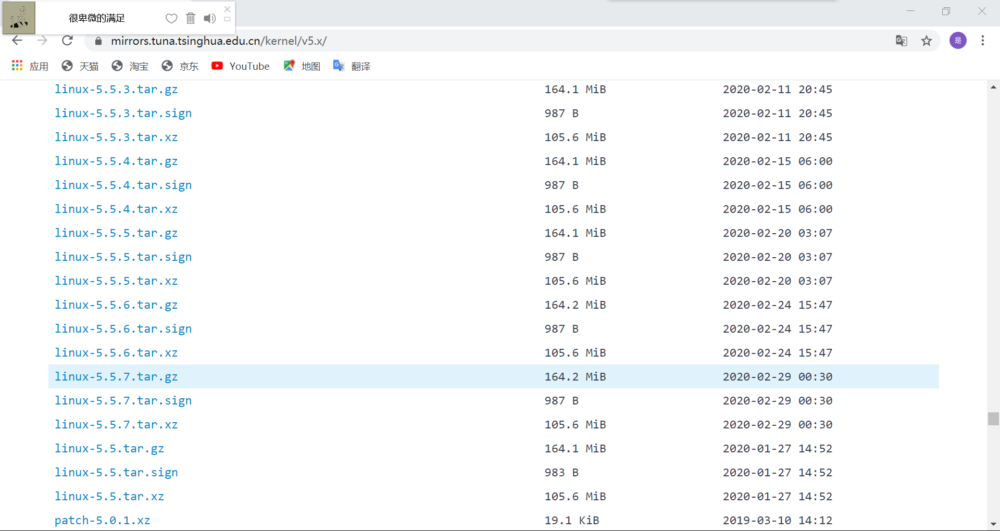 很卑微的满足
mirrors.tuna.tsinghua.edu.cn/kernel/v5.x/
是
应用 天猫 淘宝 京东 YouTube 地图 翻译
linux-5.5.3.tar.gz 164.1 MiB 2020-02-11 20:45
linux-5.5.3.tar.sign 987 B 2020-02-11 20:45
linux-5.5.3.tar.xz 105.6 MiB 2020-02-11 20:45
linux-5.5.4.tar.gz 164.1 MiB 2020-02-15 06:00
linux-5.5.4.tar.sign 987 B 2020-02-15 06:00
linux-5.5.4.tar.xz 105.6 MiB 2020-02-15 06:00
linux-5.5.5.tar.gz 164.1 MiB 2020-02-20 03:07
linux-5.5.5.tar.sign 987 B 2020-02-20 03:07
linux-5.5.5.tar.xz 105.6 MiB 2020-02-20 03:07
linux-5.5.6.tar.gz 164.2 MiB 2020-02-24 15:47
linux-5.5.6.tar.sign 987 B 2020-02-24 15:47
linux-5.5.6.tar.xz 105.6 MiB 2020-02-24 15:47
linux-5.5.7.tar.gz 164.2 MiB 2020-02-29 00:30
linux-5.5.7.tar.sign 987 B 2020-02-29 00:30
linux-5.5.7.tar.xz 105.6 MiB 2020-02-29 00:30
linux-5.5.tar.gz 164.1 MiB 2020-01-27 14:52
linux-5.5.tar.sign 983 B 2020-01-27 14:52
linux-5.5.tar.xz 105.6 MiB 2020-01-27 14:52
patch-5.0.1.xz 19.1 KiB 2019-03-10 14:12